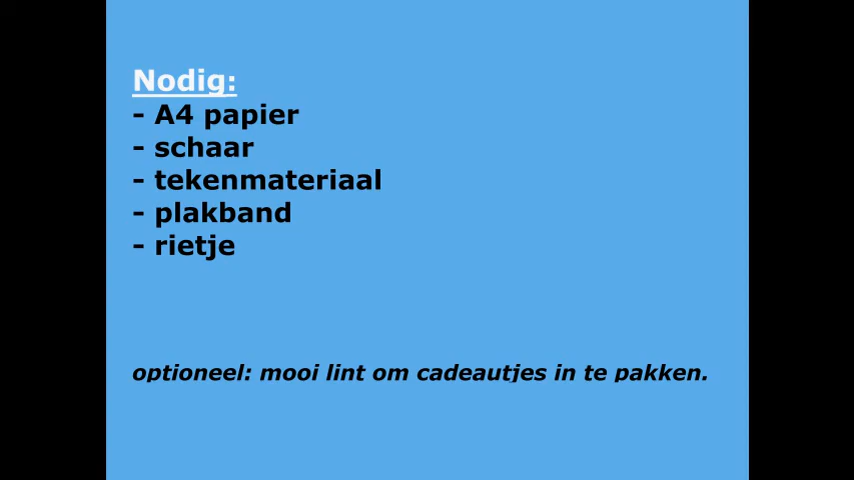 Nodig:
- A4 papier
- schaar
- tekenmateriaal
- plakband
- rietje
optioneel: mooi lint om cadeautjes in te pakken.